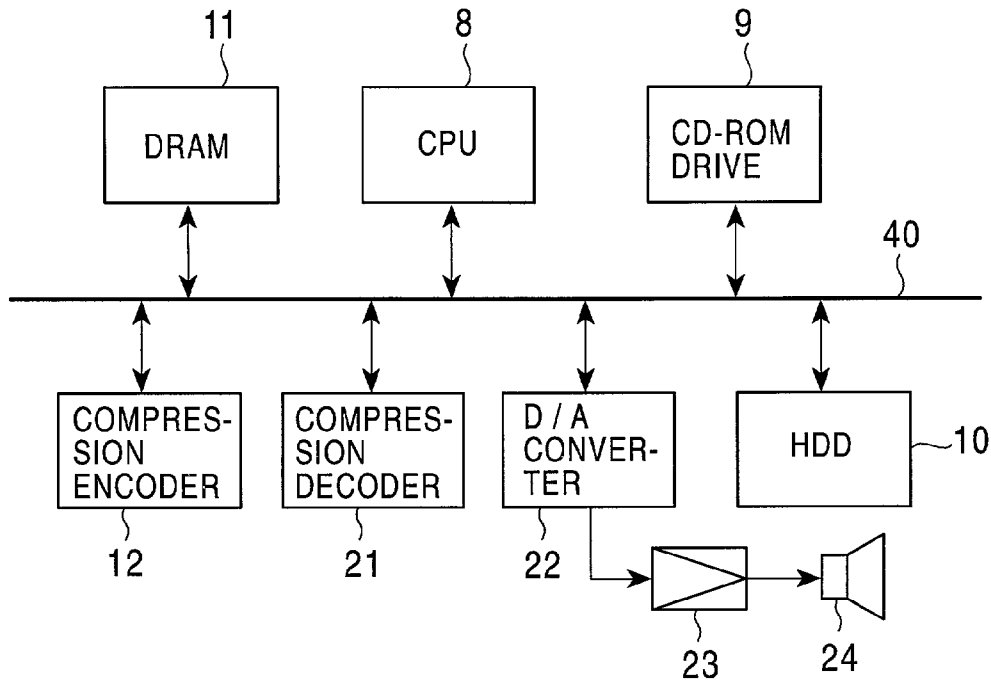 11
8
9
DRAM
CPU
CD-ROM
DRIVE
40
COMPRES-
SION
ENCODER
COMPRES-
SION
DECODER
D / A
CONVER-
TER
HDD
10
12
21
22
23
24